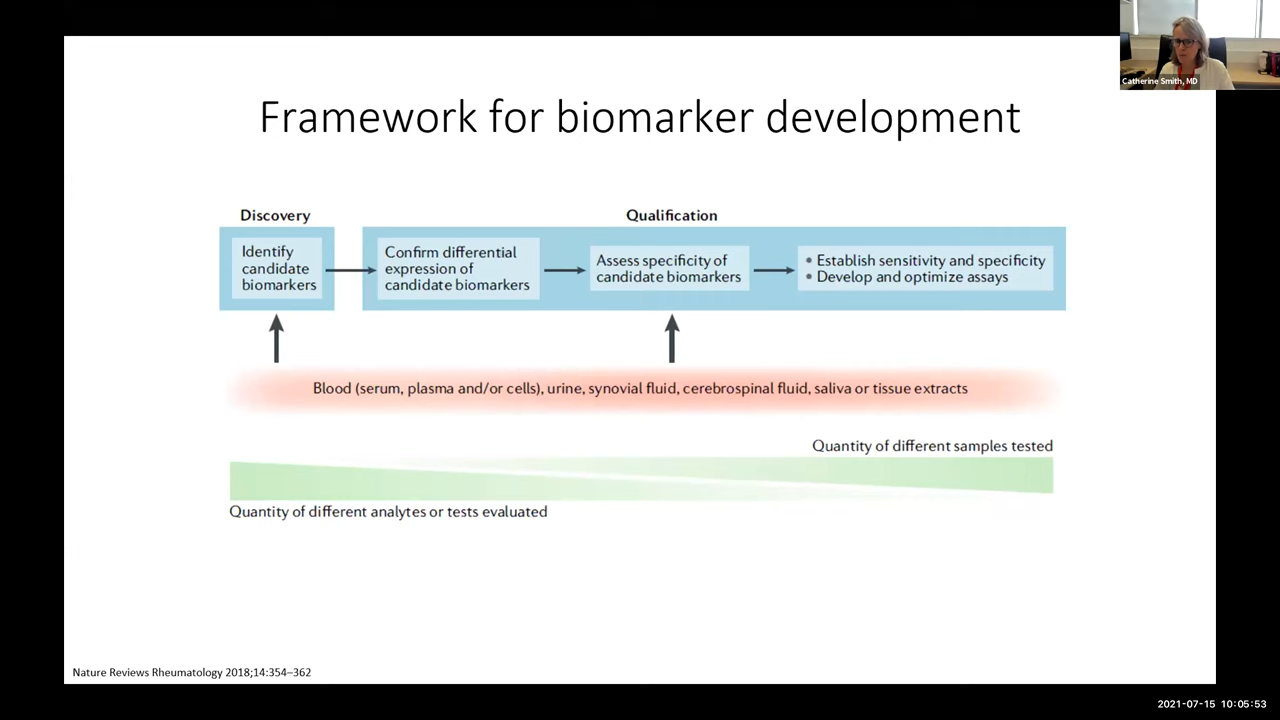 Catherine Smith, MD
Framework for biomarker development
Discovery
Qualification
Identify
candidate
biomarkers
Confirm differential
expression of
candidate biomarkers
Assess specificity of
candidate biomarkers
• Establish sensitivity and specificity
• Develop and optimize assays
Blood (serum, plasma and/or cells), urine, synovial fluid, cerebrospinal fluid, saliva or tissue extracts
Quantity of different samples tested
Quantity of different analytes or tests evaluated
Nature Reviews Rheumatology 2018;14:354–362
2021-07-15 10:05:53